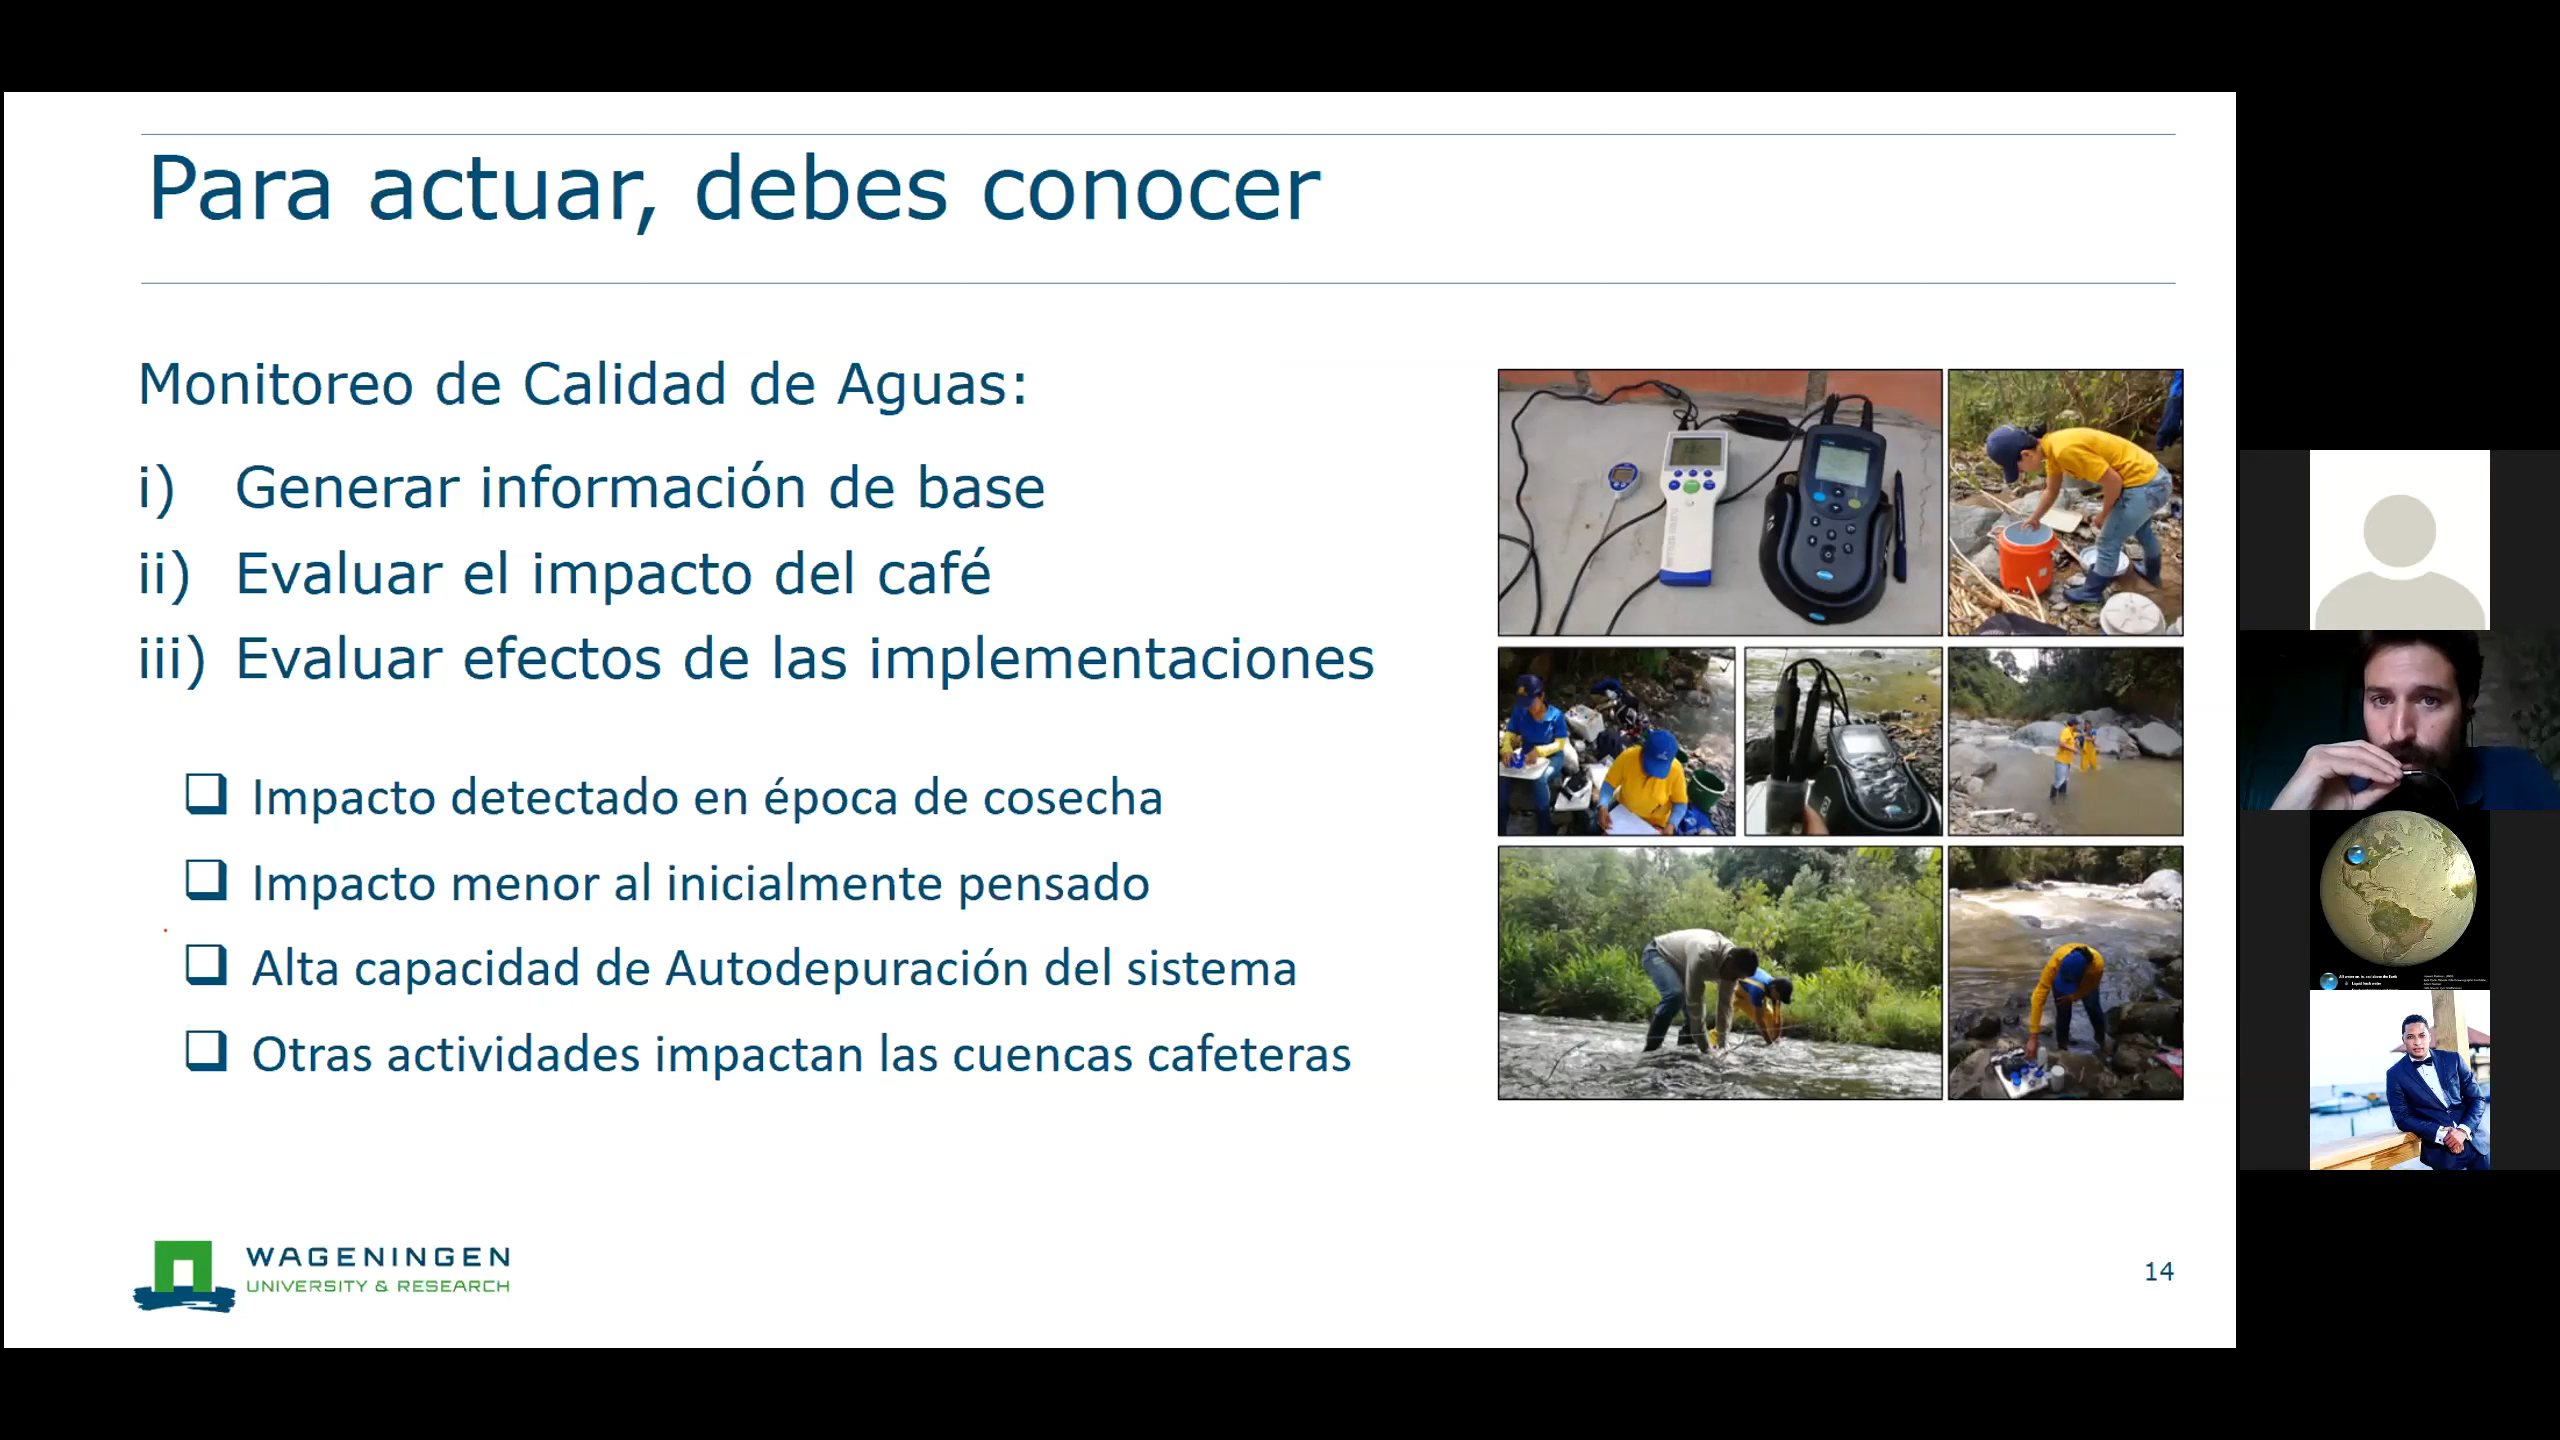 Para actuar, debes conocer
Monitoreo de Calidad de Aguas:
i) Generar información de base
ii) Evaluar el impacto del café
iii) Evaluar efectos de las implementaciones
❑ Impacto detectado en época de cosecha
❑ Impacto menor al inicialmente pensado
❑ Alta capacidad de Autodepuración del sistema
❑ Otras actividades impactan las cuencas cafeteras
WAGENINGEN
UNIVERSITY & RESEARCH
14